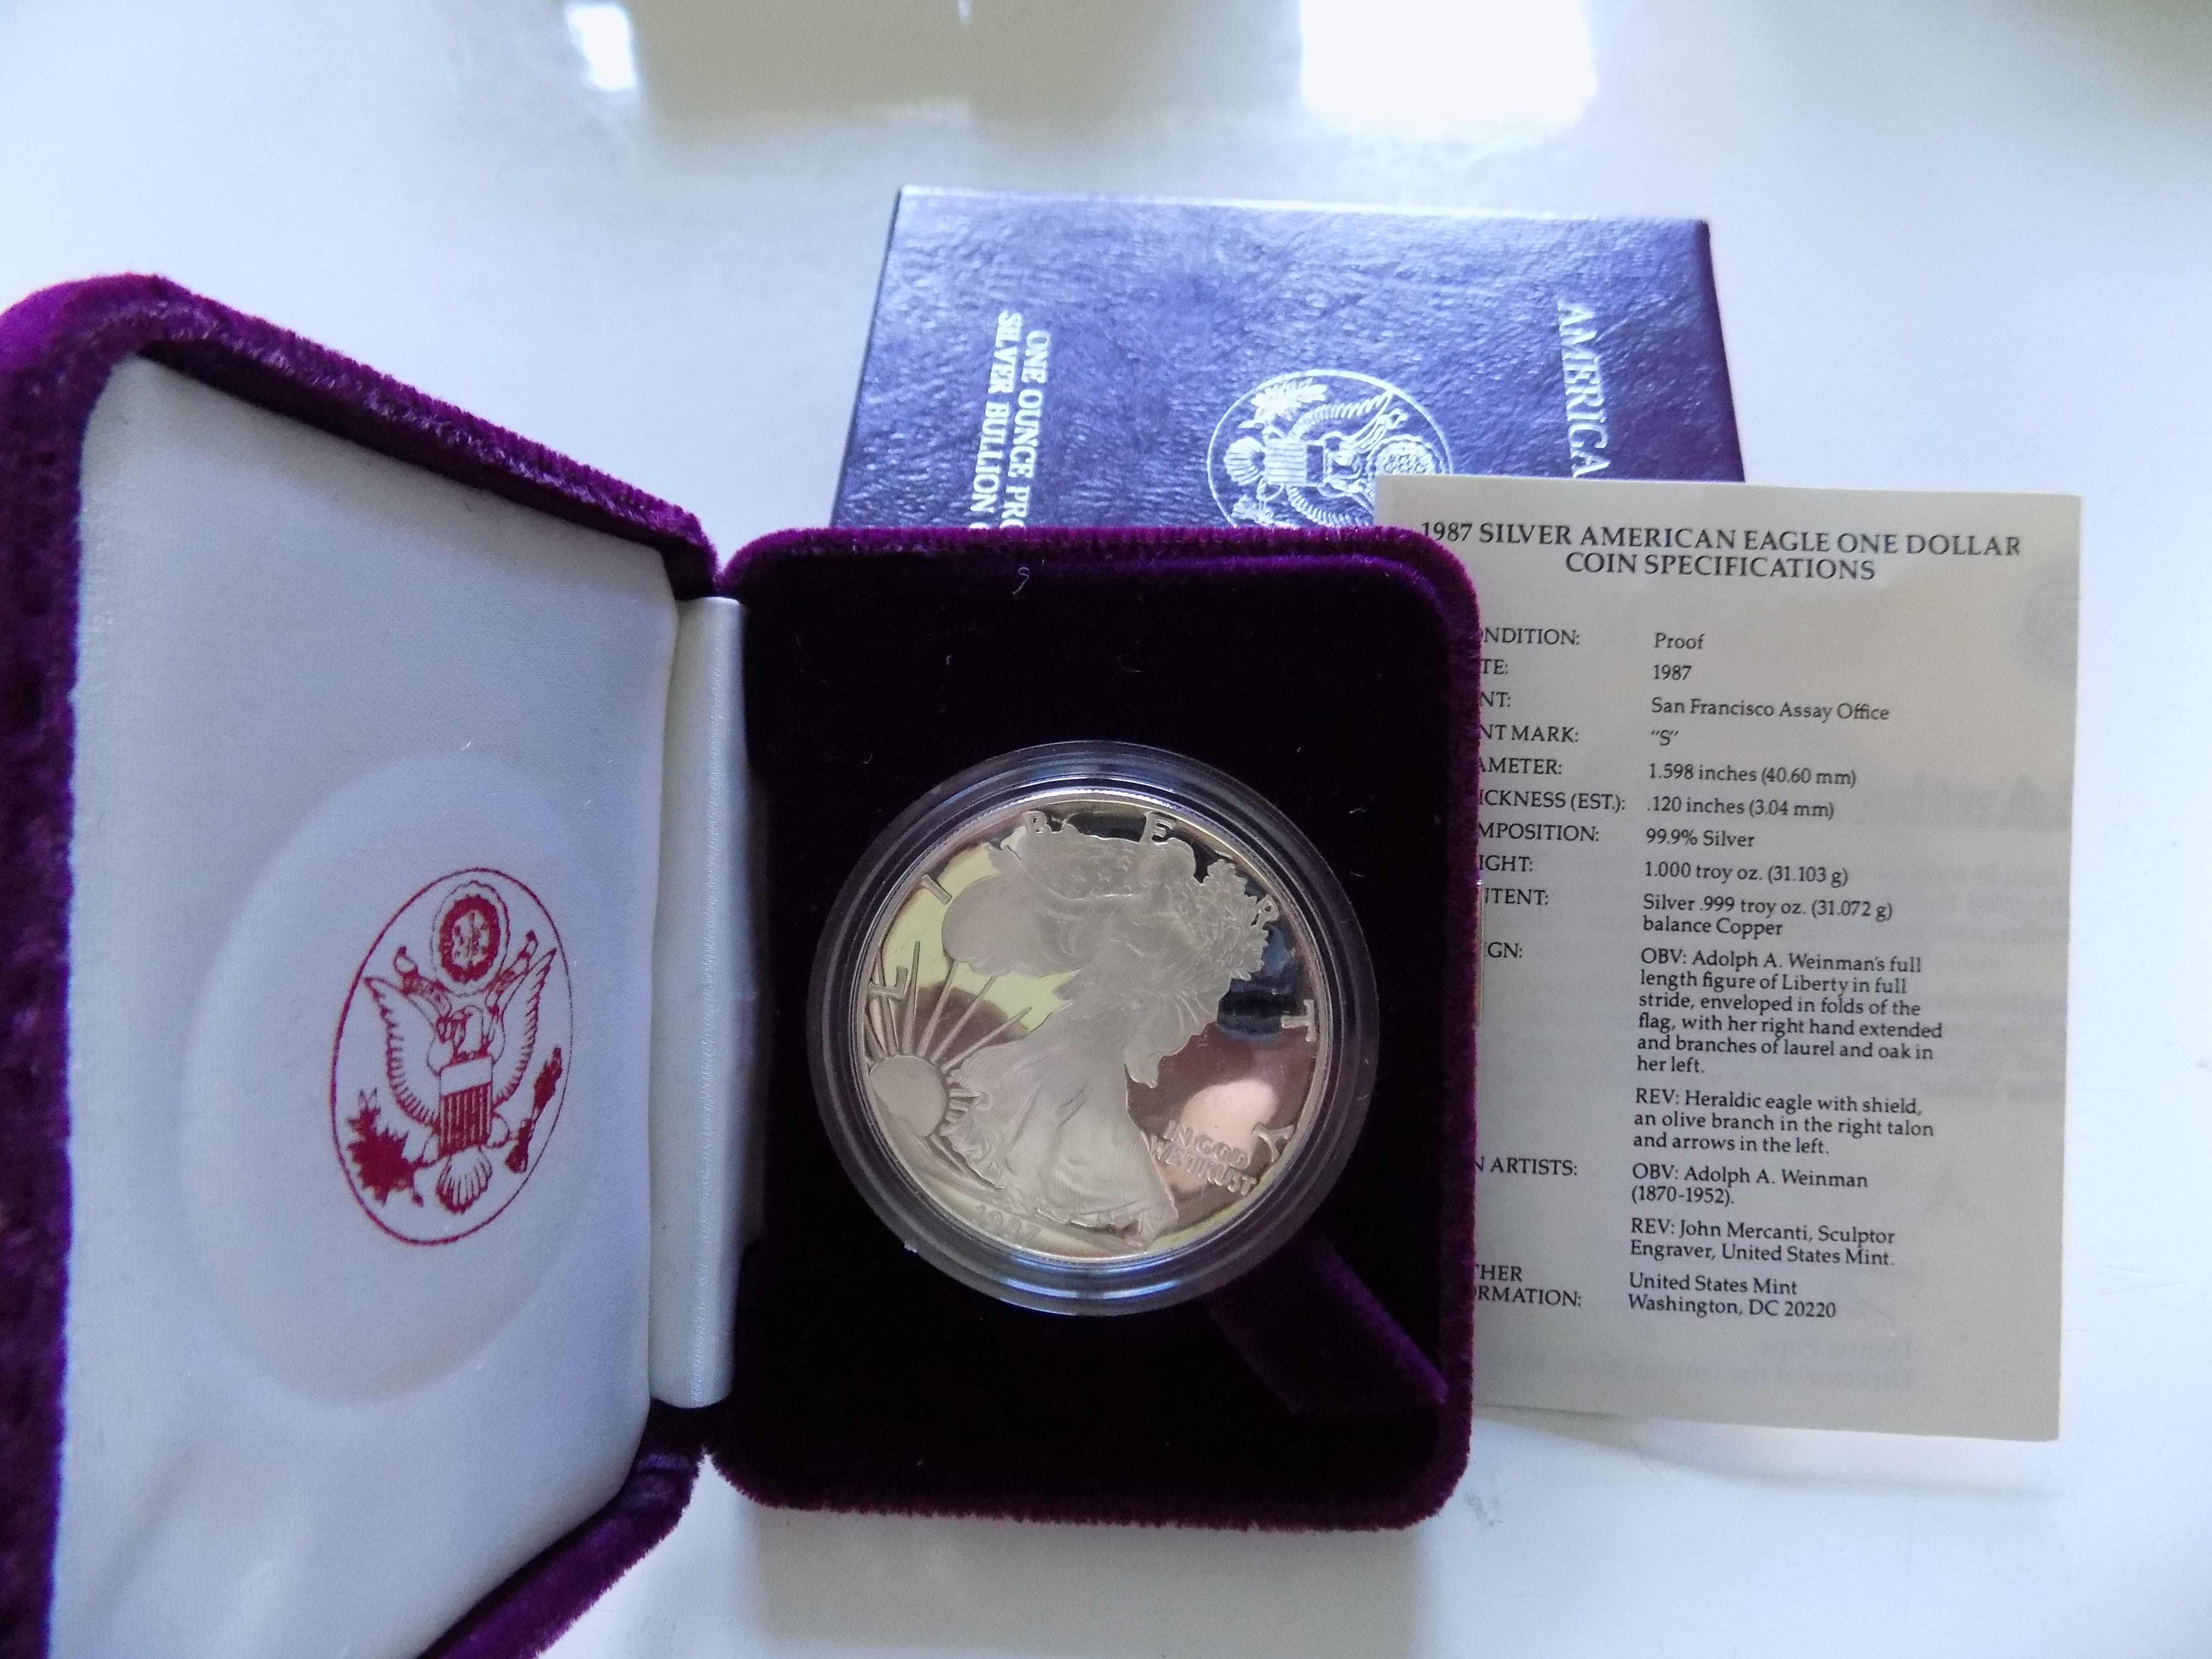 AMERICA
ONE OUNCE PRO
SILVER BULLION
1987 SILVER AMERICAN EAGLE ONE DOLLAR
COIN SPECIFICATIONS
NDITION: Proof
TE: 1987
NT: San Francisco Assay Office
NT MARK: "S"
AMETER: 1.598 inches (40.60 mm)
ICKNESS (EST.): .120 inches (3.04 mm)
MPOSITION: 99.9% Silver
IGHT: 1.000 troy oz. (31.103 g)
TENT: Silver .999 troy oz. (31.072 g)
balance Copper
GN: OBV: Adolph A. Weinman's full
length figure of Liberty in full
stride, enveloped in folds of the
flag, with her right hand extended
and branches of laurel and oak in
her left.
REV: Heraldic eagle with shield,
an olive branch in the right talon
and arrows in the left.
N ARTISTS: OBV: Adolph A. Weinman
(1870-1952).
REV: John Mercanti, Sculptor
Engraver, United States Mint.
THER
RMATION: United States Mint
Washington, DC 20220
LIBERTY
IN GOD
WE TRUST
1987